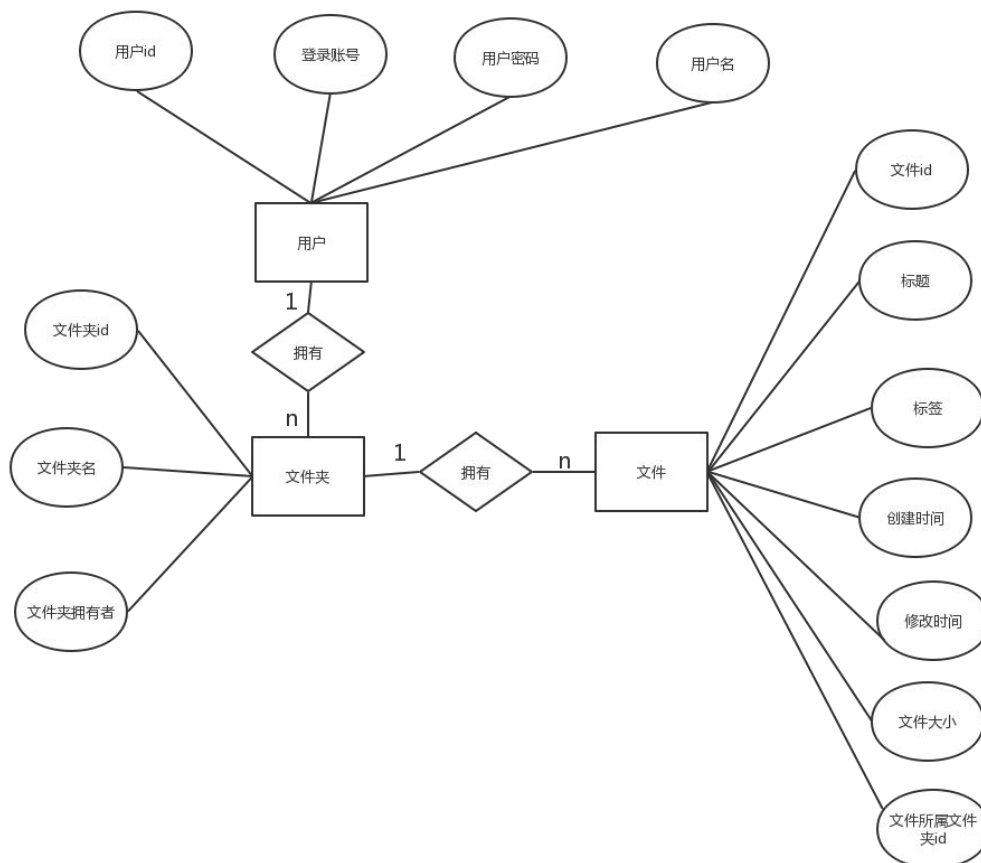 用户id
登录账号
用户密码
用户名
文件id
用户
标题
1
文件夹id
拥有
标签
n
文件夹名
文件夹
1
拥有
n
文件
创建时间
文件夹拥有者
修改时间
文件大小
文件所属文件
夹id